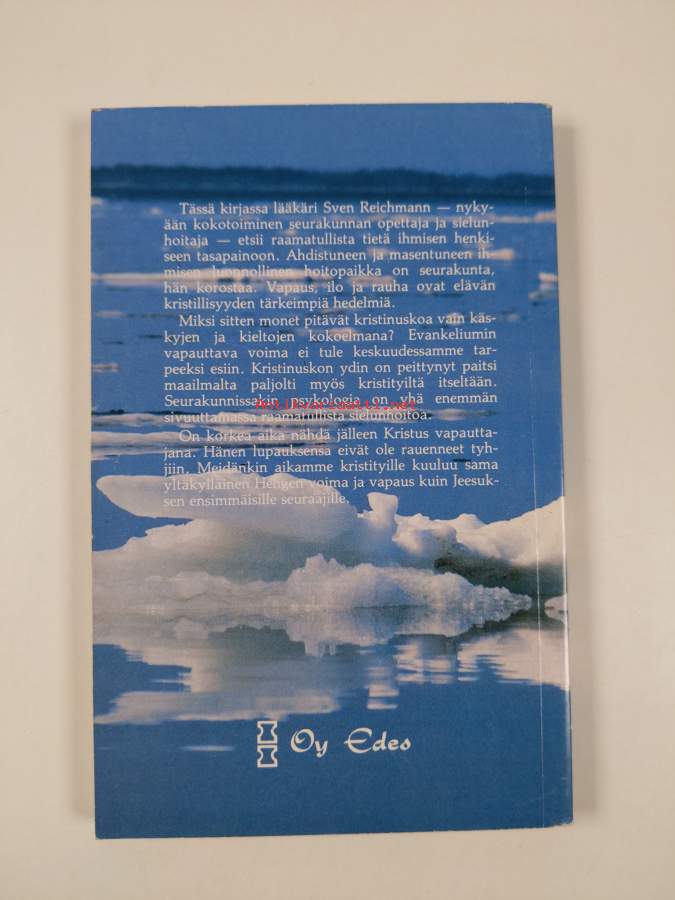 Tässä kirjassa lääkäri Sven Reichmann — nyky-
ään kokotoiminen seurakunnan opettaja ja sielun-
hoitaja — etsii raamatullista tietä ihmisen henki-
seen tasapainoon. Ahdistuneen ja masentuneen ih-
misen luonnollinen hoitopaikka on seurakunta,
hän korostaa. Vapaus, ilo ja rauha ovat elävän
kristillisyyden tärkeimpiä hedelmiä.
Miksi sitten monet pitävät kristinuskoa vain käs-
kyjen ja kieltojen kokoelmana? Evankeliumin
vapauttava voima ei tule keskuudessamme tar-
peeksi esiin. Kristinuskon ydin on peittynyt paitsi
maailmalta paljolti myös kristityiltä itseltään.
Seurakunnissakin psykologia on yhä enemmän
Antikvariaatti.net
sivuuttamassa raamatullista sielunhoitoa.
On korkea aika nähdä jälleen Kristus vapautta-
jana. Hänen lupauksensa eivät ole rauenneet tyh-
jiin. Meidänkin aikamme kristityille kuuluu sama
yltäkylläinen Hengen voima ja vapaus kuin Jeesuk-
sen ensimmäisille seuraajille.
Oy Edes